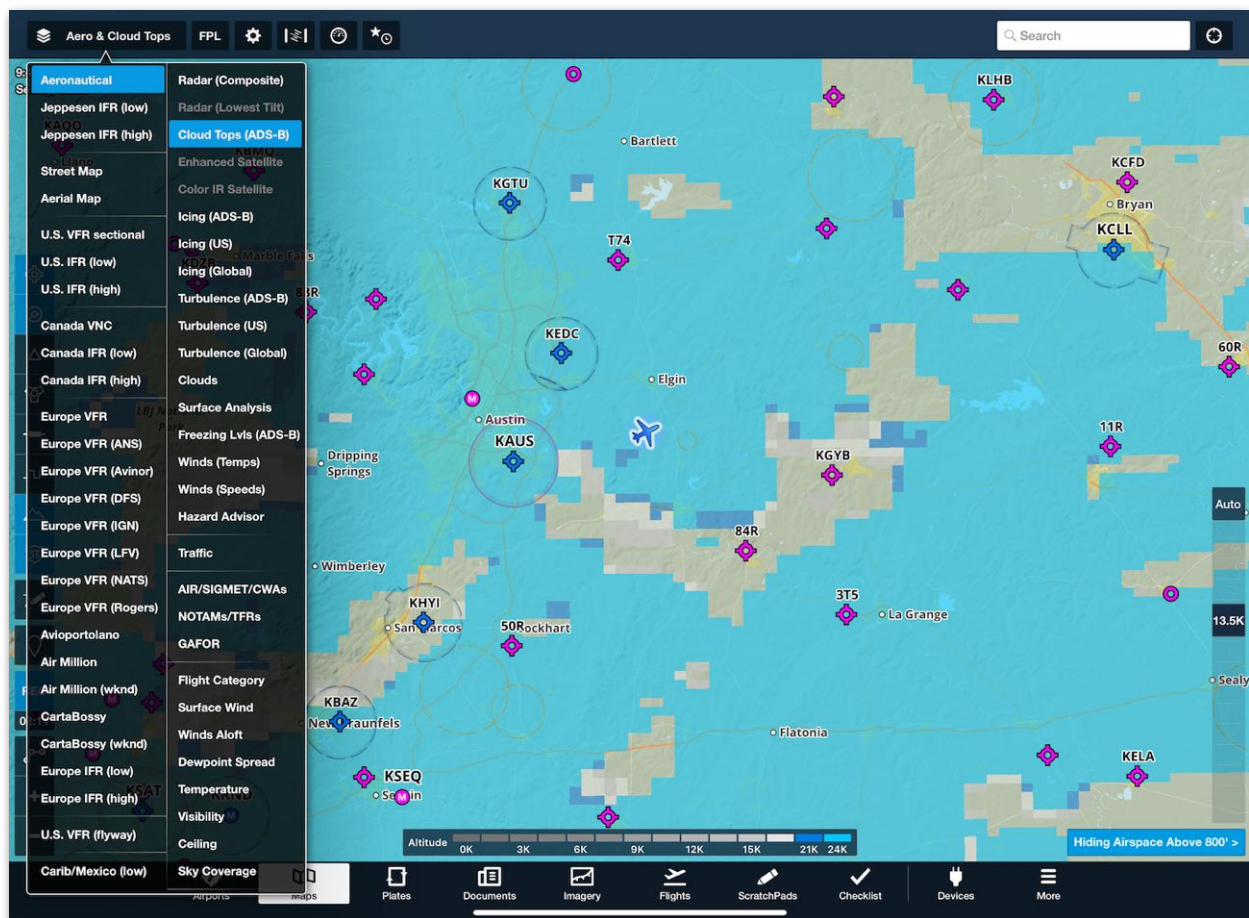 Aero & Cloud Tops
FPL
Search
Aeronautical
Jeppesen IFR (low)
Jeppesen IFR (high)
Street Map
Aerial Map
U.S. VFR sectional
U.S. IFR (low)
U.S. IFR (high)
Canada VNC
Canada IFR (low)
Canada IFR (high)
Europe VFR
Europe VFR (ANS)
Europe VFR (Avinor)
Europe VFR (DFS)
Europe VFR (IGN)
Europe VFR (LFV)
Europe VFR (NATS)
Europe VFR (Rogers)
Avioportolano
Air Million
Air Million (wknd)
CartaBossy
CartaBossy (wknd)
Europe IFR (low)
Europe IFR (high)
U.S. VFR (flyway)
Carib/Mexico (low)
Radar (Composite)
Radar (Lowest Tilt)
Cloud Tops (ADS-B)
Enhanced Satellite
Color IR Satellite
Icing (ADS-B)
Icing (US)
Icing (Global)
Turbulence (ADS-B)
Turbulence (US)
Turbulence (Global)
Clouds
Surface Analysis
Freezing Lvls (ADS-B)
Winds (Temps)
Winds (Speeds)
Hazard Advisor
Traffic
AIR/SIGMET/CWAs
NOTAMs/TFRs
GAFOR
Flight Category
Surface Wind
Winds Aloft
Dewpoint Spread
Temperature
Visibility
Ceiling
Sky Coverage
KLHB
Bartlett
KCFD
KGTU
Bryan
KCLL
T74
KEDC
60R
Elgin
M
Austin
11R
KAUS
KGYB
Dripping
Springs
Auto
84R
Wimberley
3T5
KHYI
La Grange
13.5K
San Marcos
50R
Lockhart
Sealy
KBAZ
New Braunfels
Flatonia
KELA
KSEQ
Seguin
M
Altitude
0K
3K
6K
9K
12K
15K
21K
24K
Hiding Airspace Above 800' >
Airports
Maps
Plates
Documents
Imagery
Flights
ScratchPads
Checklist
Devices
More